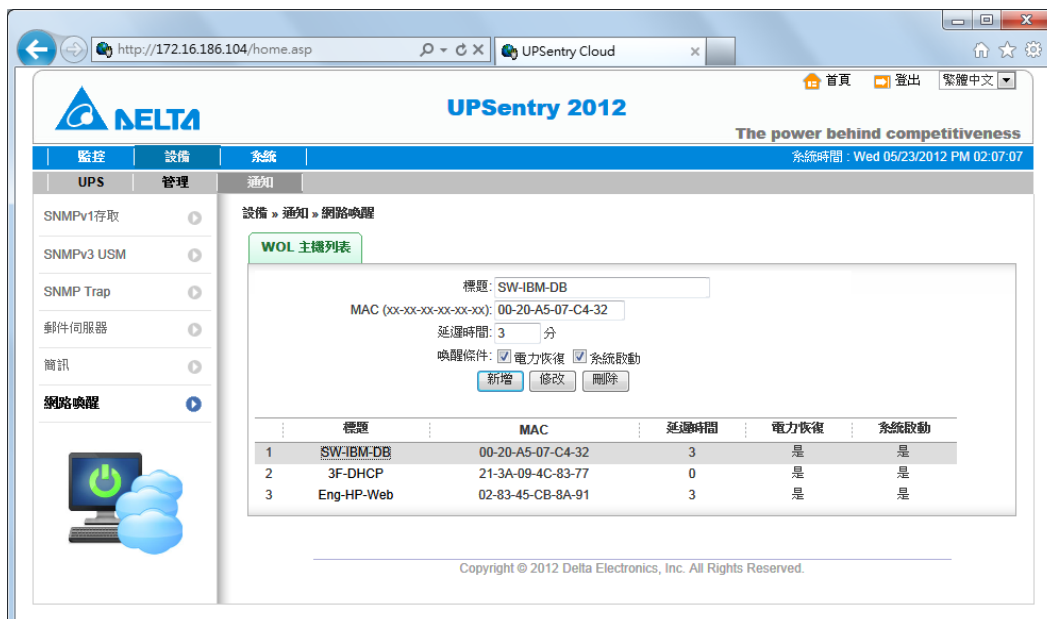 http://172.16.186.104/home.asp
UPSentry Cloud
首頁
登出
繁體中文
DELTA
UPSentry 2012
The power behind competitiveness
監控
設備
系統
系統時間 : Wed 05/23/2012 PM 02:07:07
UPS
管理
通知
SNMPv1存取
SNMPv3 USM
SNMP Trap
郵件伺服器
簡訊
網路喚醒
設備 » 通知 » 網路喚醒
WOL 主機列表
標題: SW-IBM-DB
MAC (xx-xx-xx-xx-xx-xx): 00-20-A5-07-C4-32
延遲時間: 3 分
喚醒條件: 電力恢復 系統啟動
新增 修改 刪除
標題 MAC 延遲時間 電力恢復 系統啟動
1 SW-IBM-DB 00-20-A5-07-C4-32 3 是 是
2 3F-DHCP 21-3A-09-4C-83-77 0 是 是
3 Eng-HP-Web 02-83-45-CB-8A-91 3 是 是
Copyright © 2012 Delta Electronics, Inc. All Rights Reserved.